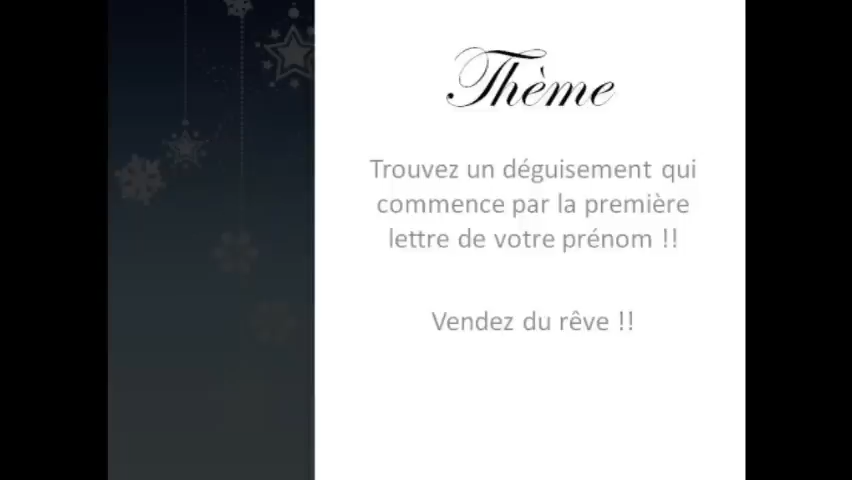 Thème
Trouvez un déguisement qui
commence par la première
lettre de votre prénom !!
Vendez du rêve !!